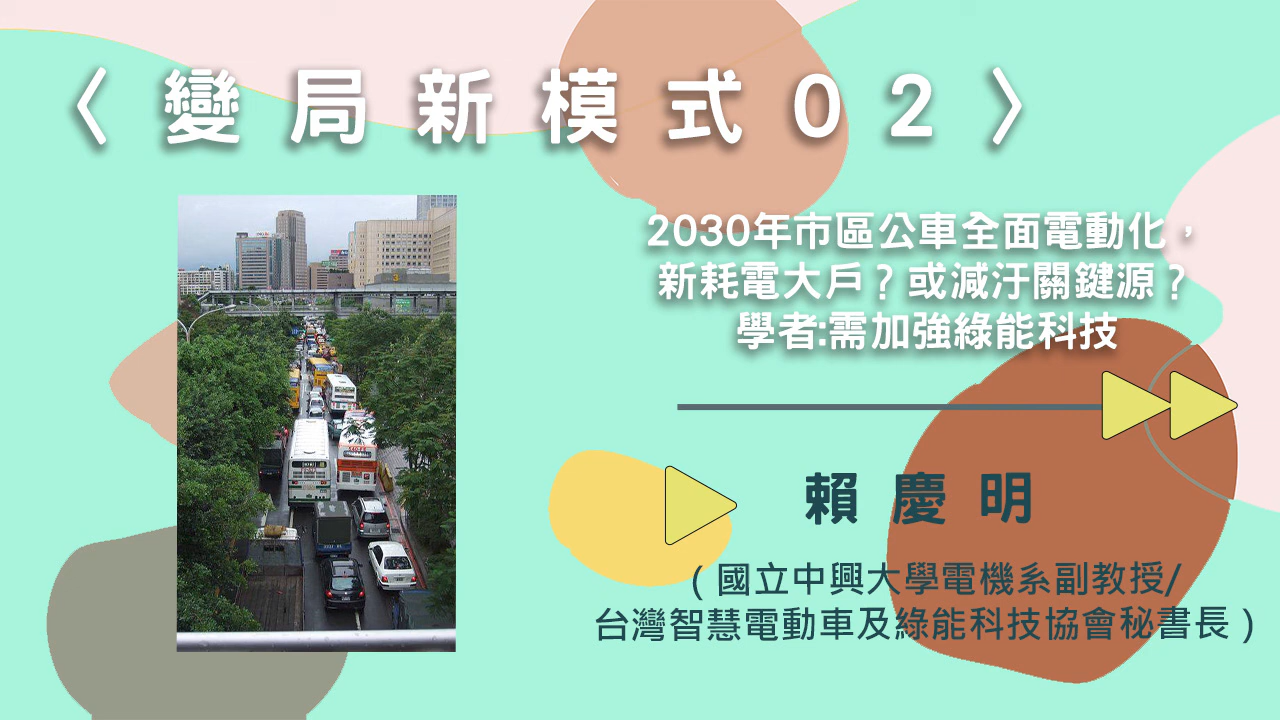 〈變局新模式02〉
2030年市區公車全面電動化，
新耗電大戶？或減汙關鍵源？
學者:需加強綠能科技
賴慶明
（國立中興大學電機系副教授/
台灣智慧電動車及綠能科技協會秘書長）